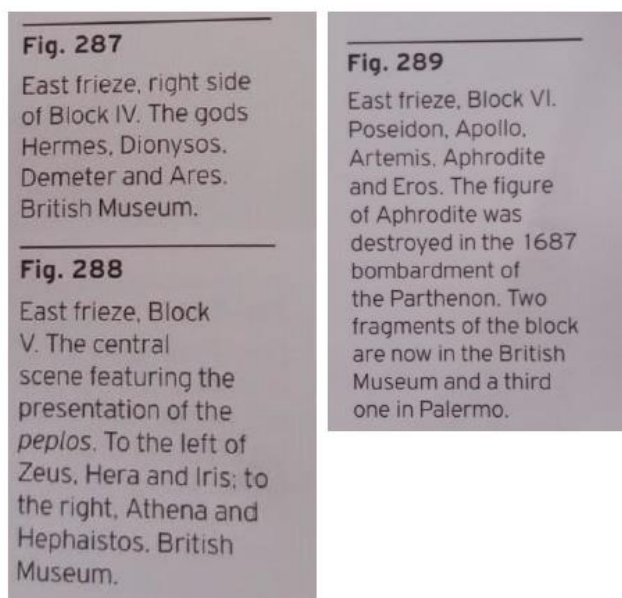 Fig. 287
East frieze, right side
of Block IV. The gods
Hermes, Dionysos,
Demeter and Ares.
British Museum.
Fig. 288
East frieze, Block
V. The central
scene featuring the
presentation of the
peplos. To the left of
Zeus, Hera and Iris; to
the right, Athena and
Hephaistos. British
Museum.
Fig. 289
East frieze, Block VI.
Poseidon, Apollo,
Artemis, Aphrodite
and Eros. The figure
of Aphrodite was
destroyed in the 1687
bombardment of
the Parthenon. Two
fragments of the block
are now in the British
Museum and a third
one in Palermo.